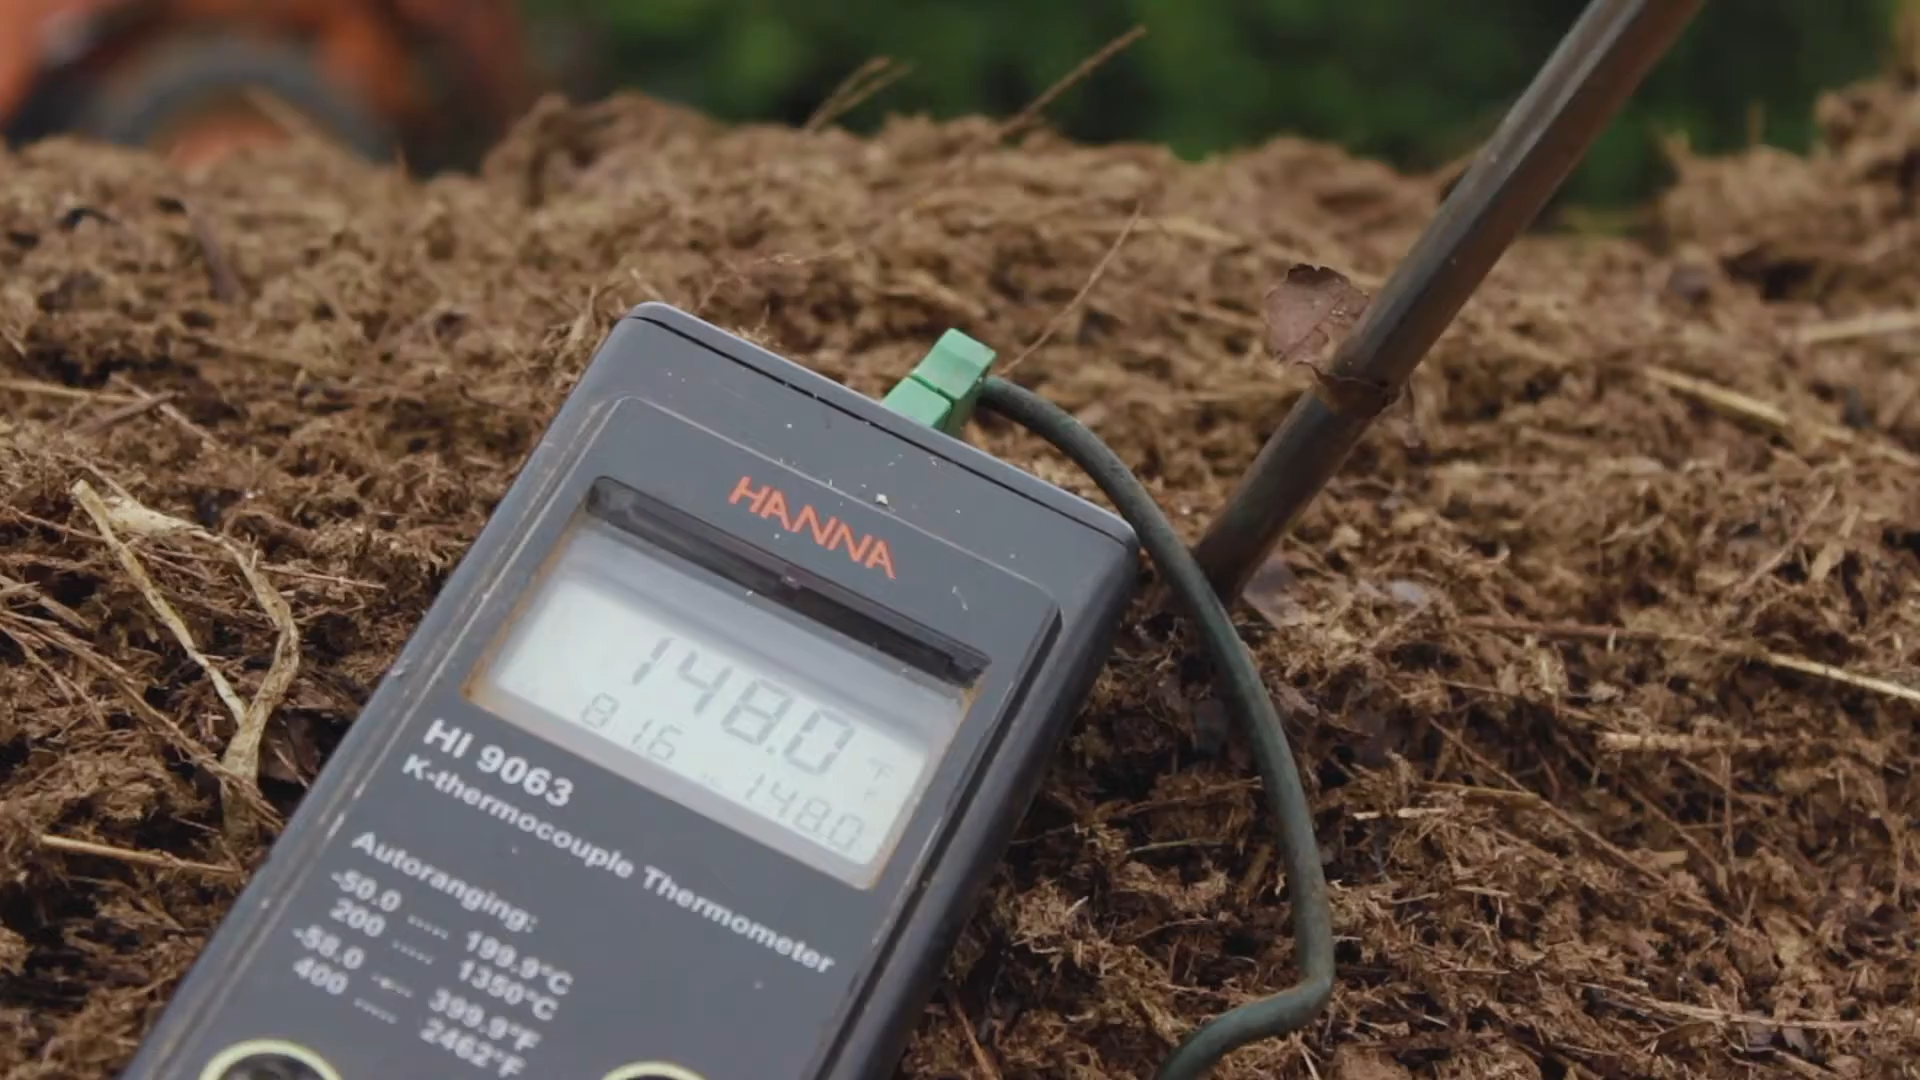 HANNA
148.0 °F
81.6 148.0
HI 9063
K-thermocouple Thermometer
Autoranging:
-50.0 ..... 199.9°C
200 ..... 1350°C
-58.0 ..... 399.9°F
400 ..... 2462°F